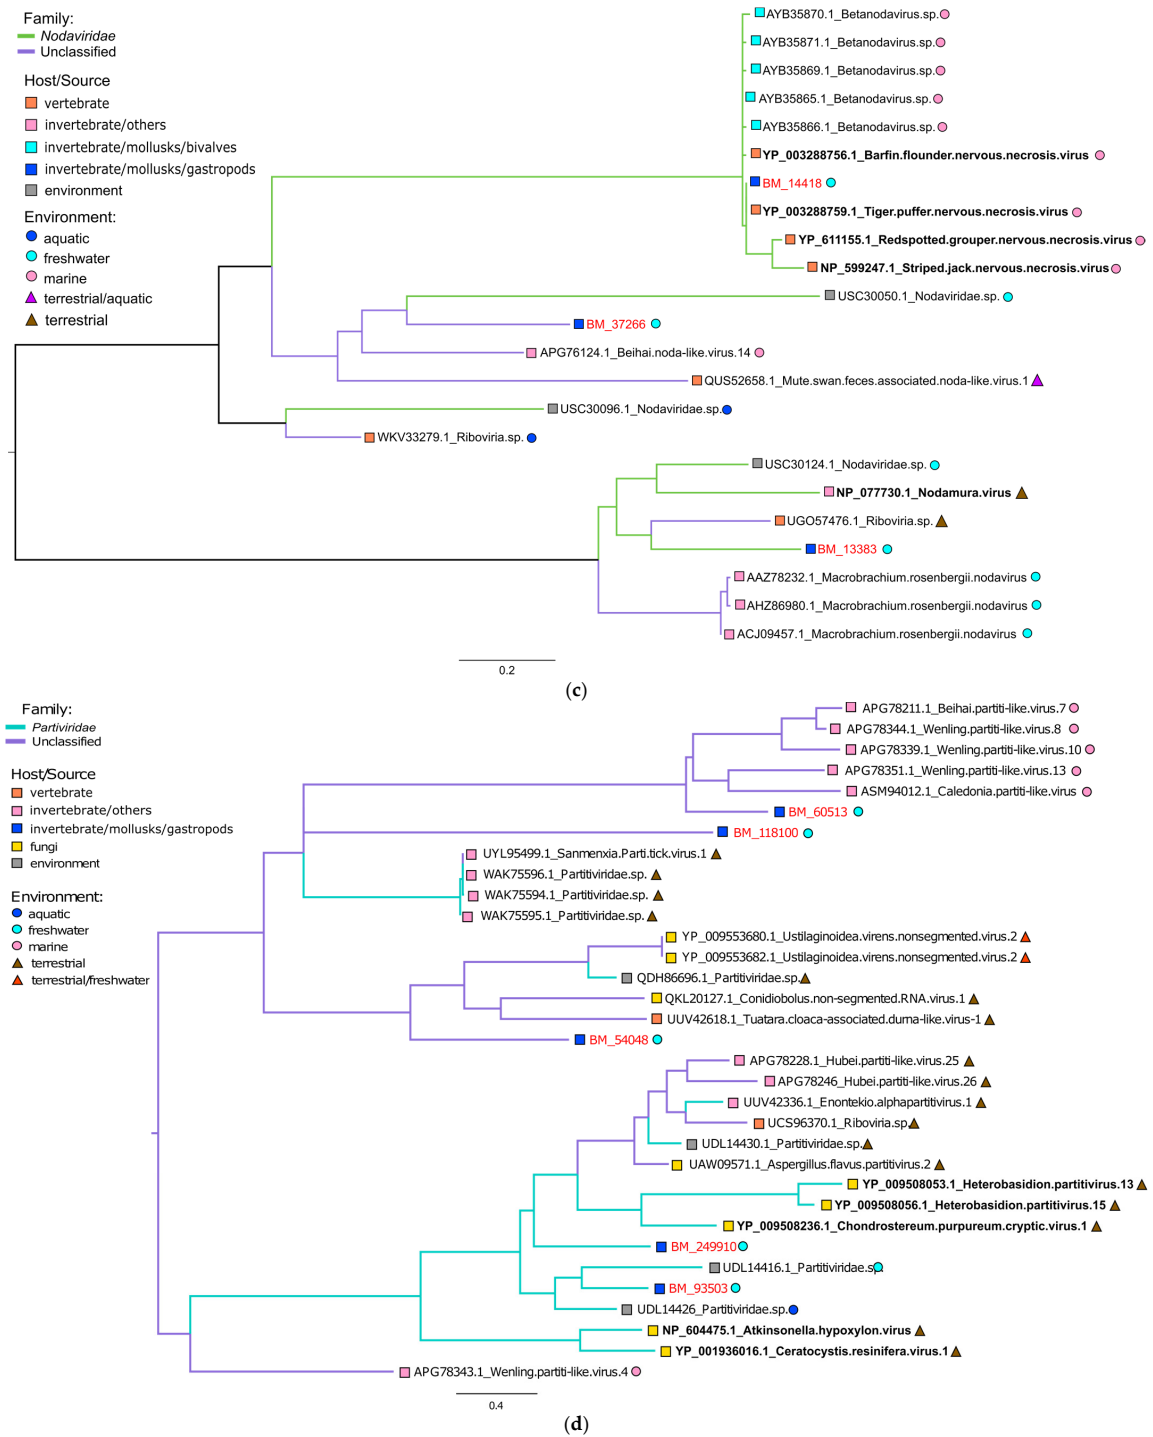 Family:
Nodaviridae
Unclassified
Host/Source
vertebrate
invertebrate/others
invertebrate/mollusks/bivalves
invertebrate/mollusks/gastropods
environment
Environment:
aquatic
freshwater
marine
terrestrial/aquatic
terrestrial
AYB35870.1_Betanodavirus.sp.
AYB35871.1_Betanodavirus.sp.
AYB35869.1_Betanodavirus.sp.
AYB35865.1_Betanodavirus.sp.
AYB35866.1_Betanodavirus.sp.
YP_003288756.1_Barfin.flounder.nervous.necrosis.virus
BM_14418
YP_003288759.1_Tiger.puffer.nervous.necrosis.virus
YP_611155.1_Redspotted.grouper.nervous.necrosis.virus
NP_599247.1_Striped.jack.nervous.necrosis.virus
USC30050.1_Nodaviridae.sp.
BM_37266
APG76124.1_Beihai.noda-like.virus.14
QUS52658.1_Mute.swan.feces.associated.noda-like.virus.1
USC30096.1_Nodaviridae.sp.
WKV33279.1_Riboviria.sp.
USC30124.1_Nodaviridae.sp.
NP_077730.1_Nodamura.virus
UGO57476.1_Riboviria.sp.
BM_13383
AAZ78232.1_Macrobrachium.rosenbergii.nodavirus
AHZ86980.1_Macrobrachium.rosenbergii.nodavirus
ACJ09457.1_Macrobrachium.rosenbergii.nodavirus
0.2
(c)
Family:
Partiviridae
Unclassified
Host/Source
vertebrate
invertebrate/others
invertebrate/mollusks/gastropods
fungi
environment
Environment:
aquatic
freshwater
marine
terrestrial
terrestrial/freshwater
APG78211.1_Beihai.partiti-like.virus.7
APG78344.1_Wenling.partiti-like.virus.8
APG78339.1_Wenling.partiti-like.virus.10
APG78351.1_Wenling.partiti-like.virus.13
ASM94012.1_Caledonia.partiti-like.virus
BM_60513
BM_118100
UYL95499.1_Sanmenxia.Parti.tick.virus.1
WAK75596.1_Partitiviridae.sp.
WAK75594.1_Partitiviridae.sp.
WAK75595.1_Partitiviridae.sp.
YP_009553680.1_Ustilaginoidea.virens.nonsegmented.virus.2
YP_009553682.1_Ustilaginoidea.virens.nonsegmented.virus.2
QDH86696.1_Partitiviridae.sp.
QKL20127.1_Conidiobolus.non-segmented.RNA.virus.1
UUV42618.1_Tuatara.cloaca-associated.durna-like.virus-1
BM_54048
APG78228.1_Hubei.partiti-like.virus.25
APG78246_Hubei.partiti-like.virus.26
UUV42336.1_Enontekio.alphapartitivirus.1
UCS96370.1_Riboviria.sp.
UDL14430.1_Partitiviridae.sp.
UAW09571.1_Aspergillus.flavus.partitivirus.2
YP_009508053.1_Heterobasidion.partitivirus.13
YP_009508056.1_Heterobasidion.partitivirus.15
YP_009508236.1_Chondrostereum.purpureum.cryptic.virus.1
BM_249910
UDL14416.1_Partitiviridae.sp.
BM_93503
UDL14426_Partitiviridae.sp.
NP_604475.1_Atkinsonella.hypoxylon.virus
YP_001936016.1_Ceratocystis.resinifera.virus.1
APG78343.1_Wenling.partiti-like.virus.4
0.4
(d)